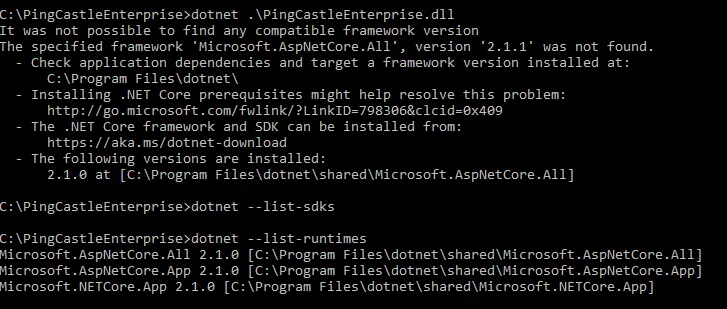 C:\PingCastleEnterprise>dotnet .\PingCastleEnterprise.dll
It was not possible to find any compatible framework version
The specified framework 'Microsoft.AspNetCore.All', version '2.1.1' was not found.
  - Check application dependencies and target a framework version installed at:
      C:\Program Files\dotnet\
  - Installing .NET Core prerequisites might help resolve this problem:
      http://go.microsoft.com/fwlink/?LinkID=798306&clcid=0x409
  - The .NET Core framework and SDK can be installed from:
      https://aka.ms/dotnet-download
  - The following versions are installed:
      2.1.0 at [C:\Program Files\dotnet\shared\Microsoft.AspNetCore.All]
C:\PingCastleEnterprise>dotnet --list-sdks
C:\PingCastleEnterprise>dotnet --list-runtimes
Microsoft.AspNetCore.All 2.1.0 [C:\Program Files\dotnet\shared\Microsoft.AspNetCore.All]
Microsoft.AspNetCore.App 2.1.0 [C:\Program Files\dotnet\shared\Microsoft.AspNetCore.App]
Microsoft.NETCore.App 2.1.0 [C:\Program Files\dotnet\shared\Microsoft.NETCore.App]